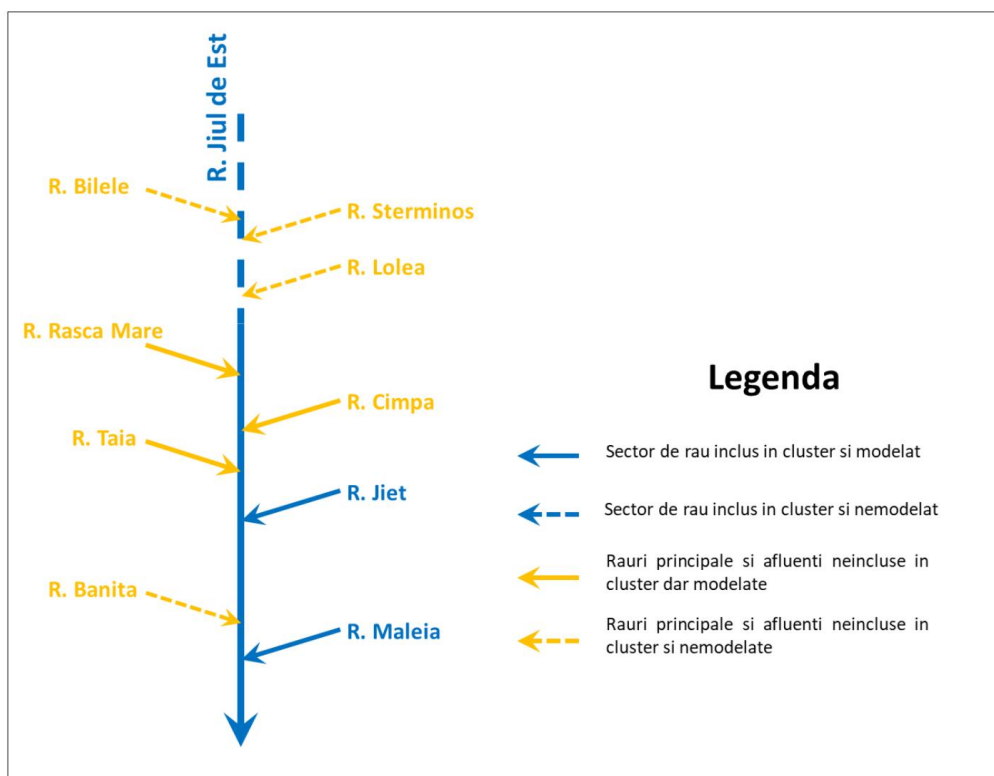 R. Jiul de Est
R. Bilele
R. Sterminos
R. Lolea
R. Rasca Mare
R. Cimpa
R. Taia
R. Jiet
R. Banita
R. Maleia
Legenda
Sector de rau inclus in cluster si modelat
Sector de rau inclus in cluster si nemodelat
Rauri principale si afluenti neincluse in
cluster dar modelate
Rauri principale si afluenti neincluse in
cluster si nemodelate